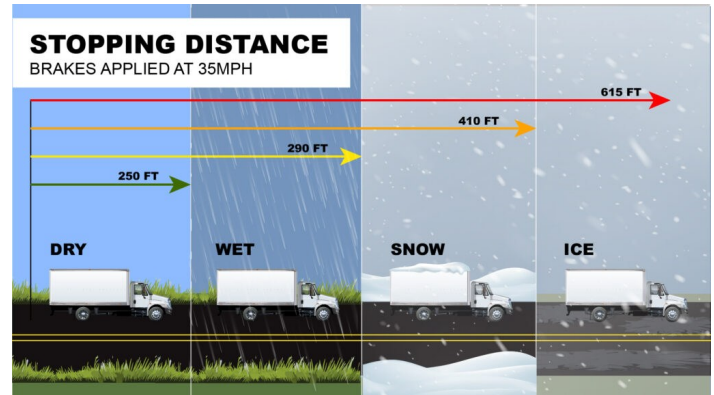 STOPPING DISTANCE
BRAKES APPLIED AT 35MPH
615 FT
410 FT
290 FT
250 FT
DRY
WET
SNOW
ICE